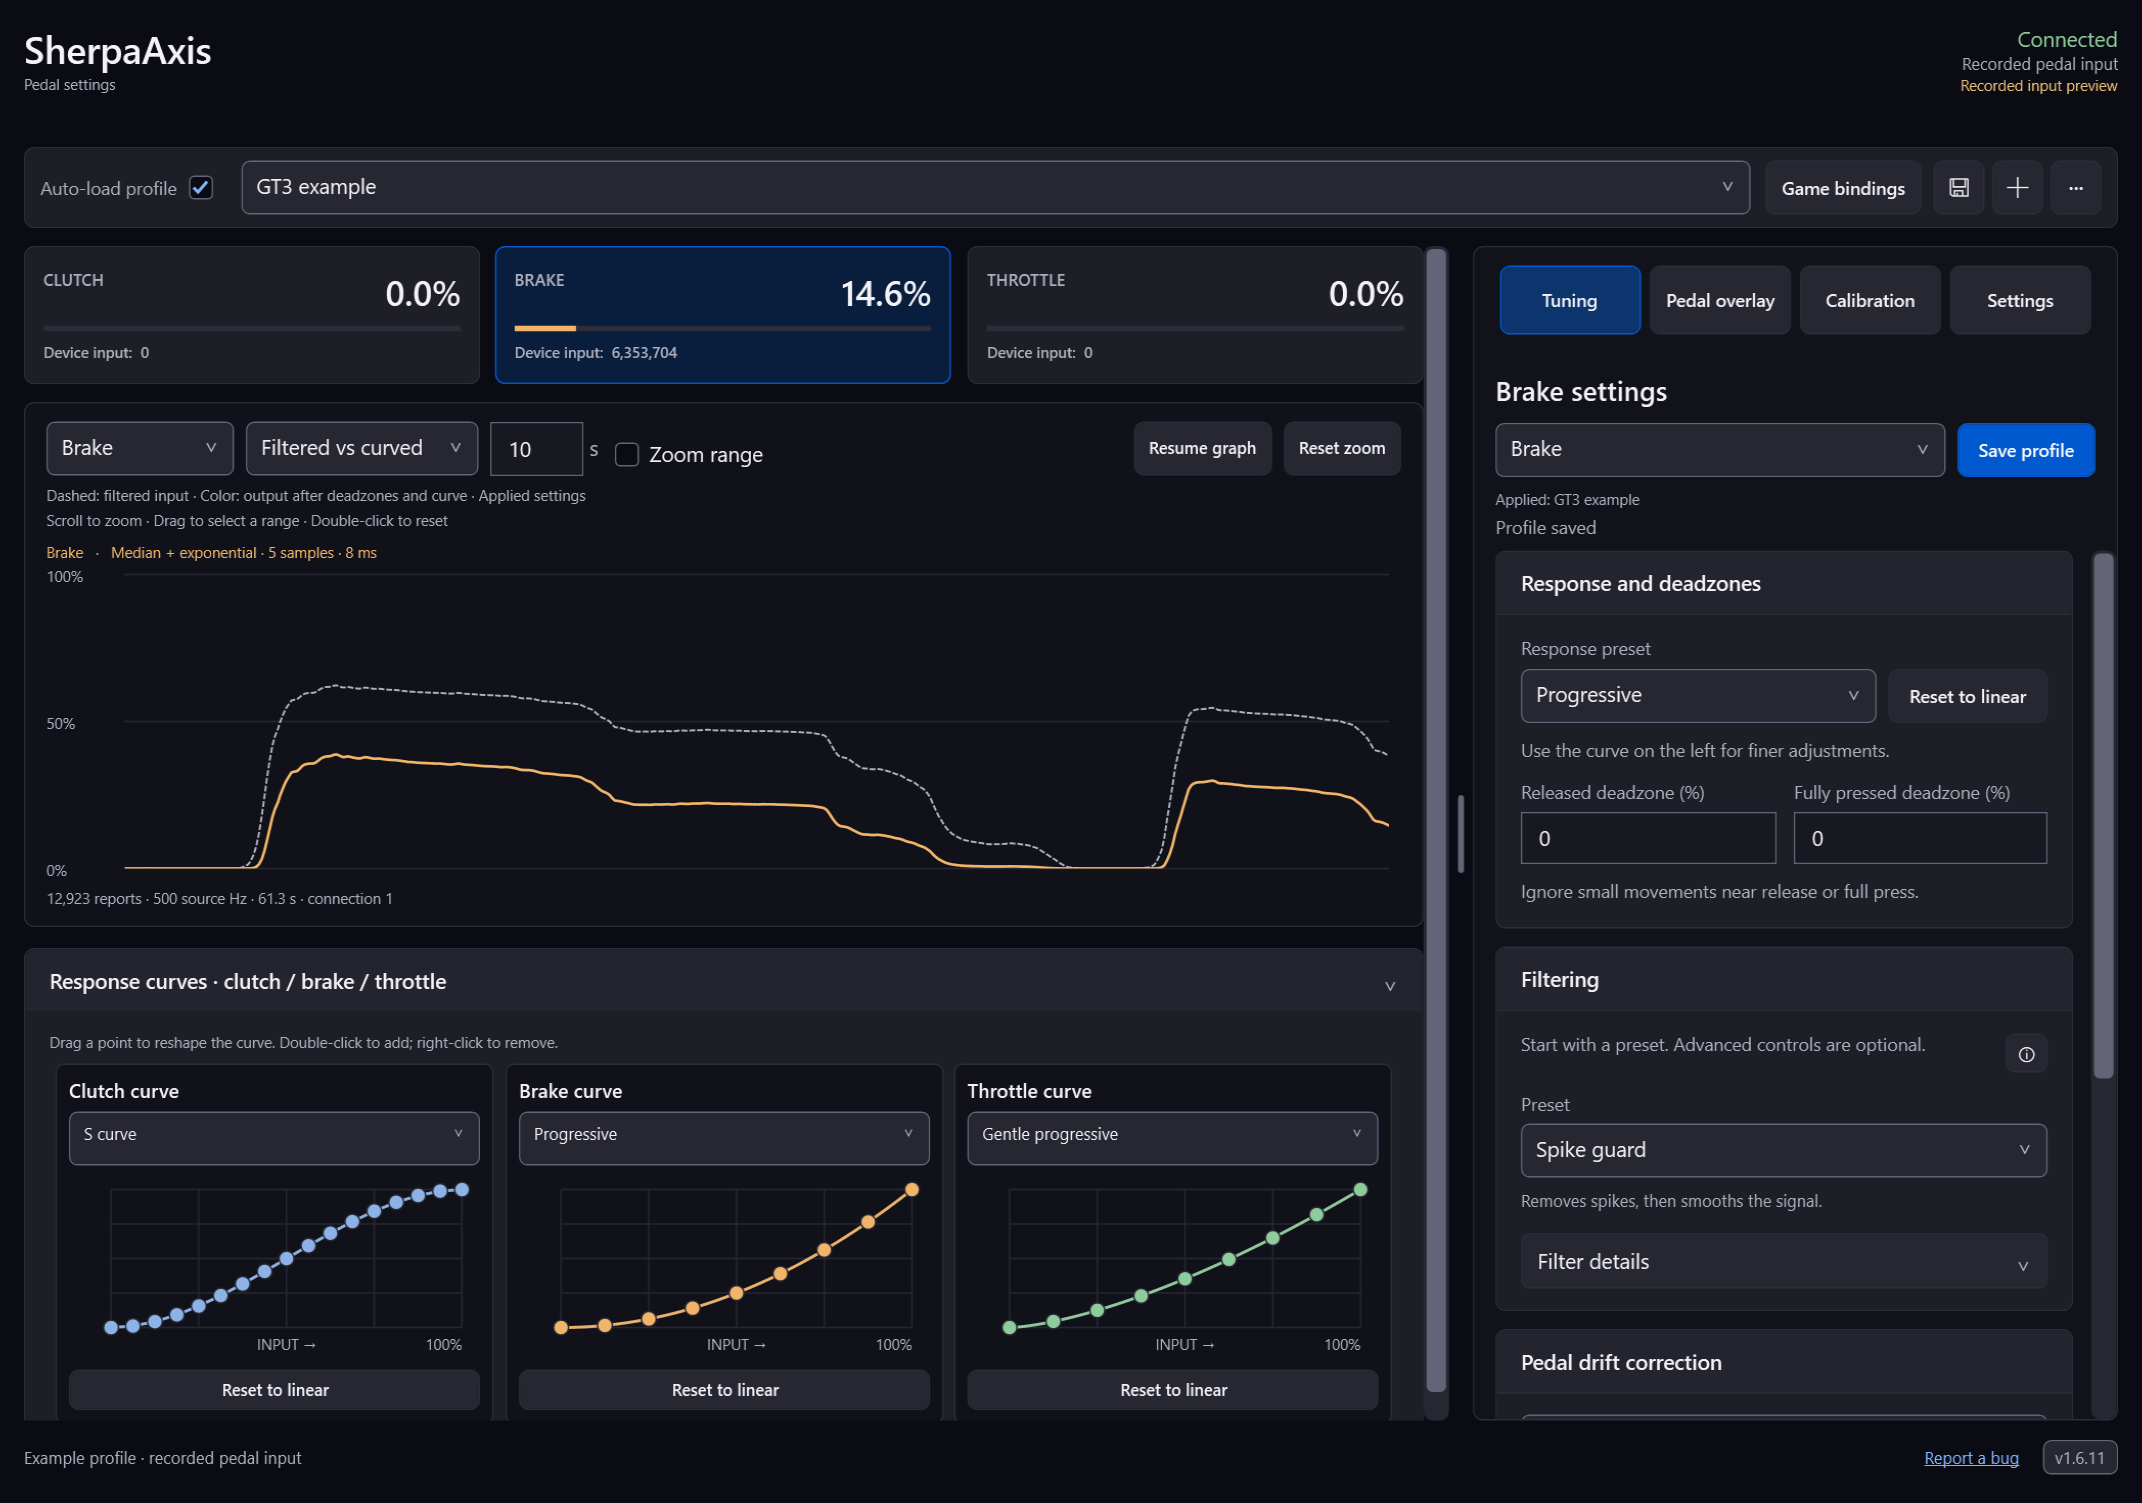 SherpaAxis
Pedal settings
Connected
Recorded pedal input
Recorded input preview
Auto-load profile
GT3 example
Game bindings
...
CLUTCH
0.0%
Device input: 0
BRAKE
14.6%
Device input: 6,353,704
THROTTLE
0.0%
Device input: 0
Brake
Filtered vs curved
10
s
Zoom range
Resume graph
Reset zoom
Dashed: filtered input · Color: output after deadzones and curve · Applied settings
Scroll to zoom · Drag to select a range · Double-click to reset
Brake · Median + exponential · 5 samples · 8 ms
100%
50%
0%
12,923 reports · 500 source Hz · 61.3 s · connection 1
Response curves · clutch / brake / throttle
Drag a point to reshape the curve. Double-click to add; right-click to remove.
Clutch curve
S curve
INPUT →
100%
Reset to linear
Brake curve
Progressive
INPUT →
100%
Reset to linear
Throttle curve
Gentle progressive
INPUT →
100%
Reset to linear
Tuning
Pedal overlay
Calibration
Settings
Brake settings
Brake
Save profile
Applied: GT3 example
Profile saved
Response and deadzones
Response preset
Progressive
Reset to linear
Use the curve on the left for finer adjustments.
Released deadzone (%)
Fully pressed deadzone (%)
0
0
Ignore small movements near release or full press.
Filtering
Start with a preset. Advanced controls are optional.
Preset
Spike guard
Removes spikes, then smooths the signal.
Filter details
Pedal drift correction
Example profile · recorded pedal input
Report a bug
v1.6.11